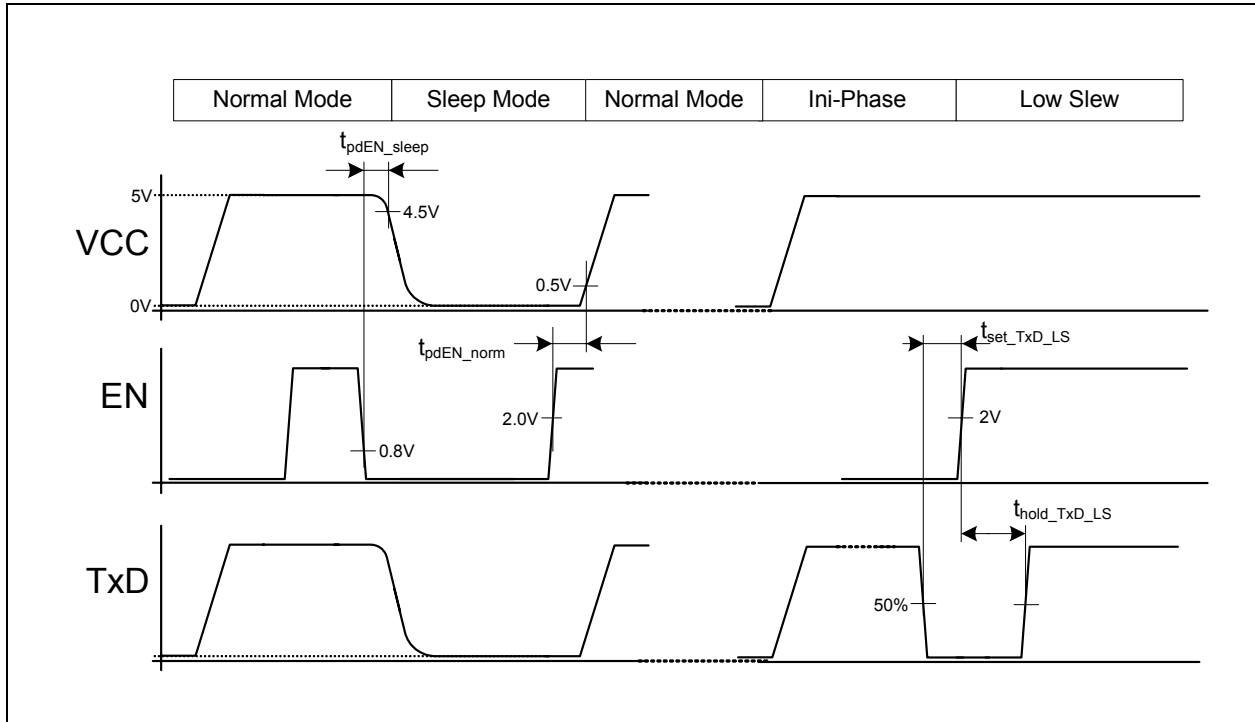 Normal Mode Sleep Mode Normal Mode Ini-Phase Low Slew
tpdEN_sleep
5V
4.5V
VCC
0.5V
0V
tpdEN_norm
tset_TxD_LS
EN
2.0V
2V
0.8V
thold_TxD_LS
TxD
50%